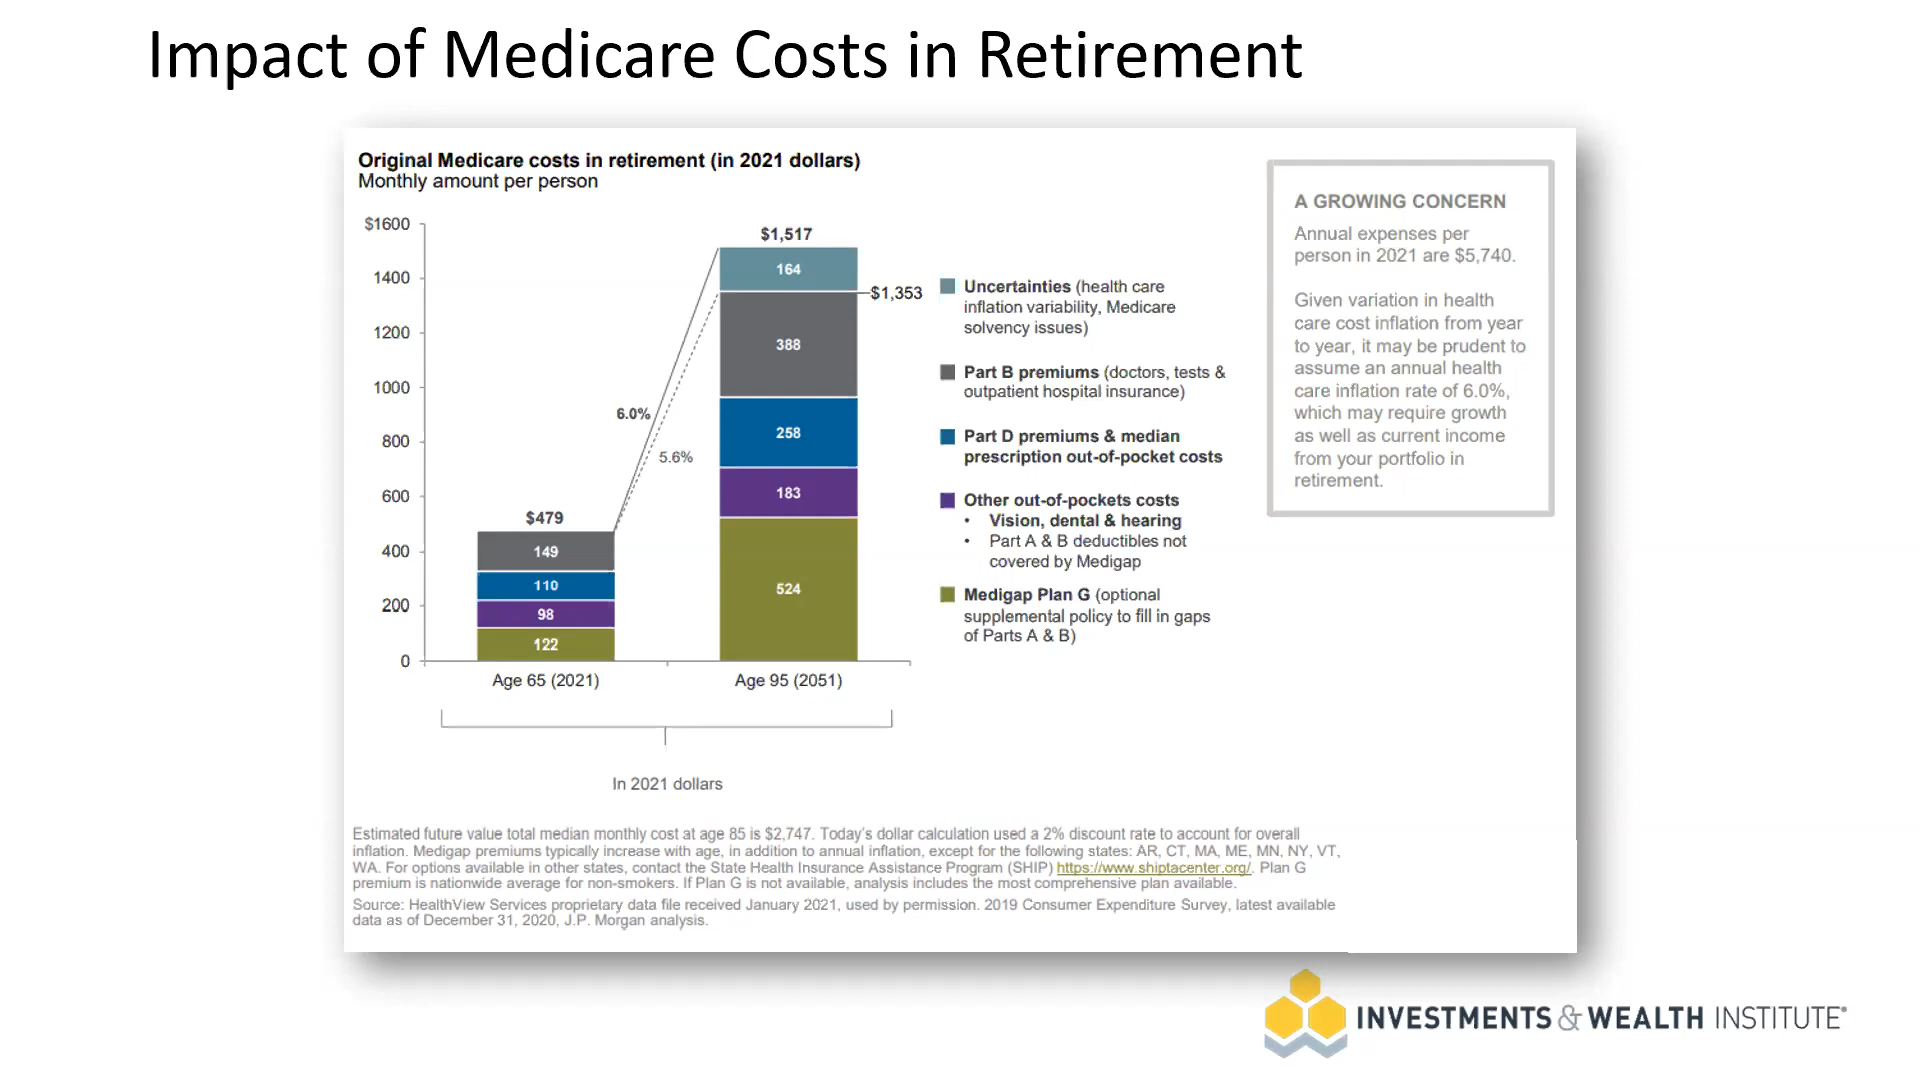 Impact of Medicare Costs in Retirement
Original Medicare costs in retirement (in 2021 dollars)
Monthly amount per person
$1600
1400
1200
1000
800
600
400
200
0
$479
149
110
98
122
6.0%
5.6%
$1,517
164
$1,353
388
258
183
524
Age 65 (2021)
Age 95 (2051)
In 2021 dollars
Uncertainties (health care
inflation variability, Medicare
solvency issues)
Part B premiums (doctors, tests &
outpatient hospital insurance)
Part D premiums & median
prescription out-of-pocket costs
Other out-of-pockets costs
• Vision, dental & hearing
• Part A & B deductibles not
covered by Medigap
Medigap Plan G (optional
supplemental policy to fill in gaps
of Parts A & B)
A GROWING CONCERN
Annual expenses per
person in 2021 are $5,740.
Given variation in health
care cost inflation from year
to year, it may be prudent to
assume an annual health
care inflation rate of 6.0%,
which may require growth
as well as current income
from your portfolio in
retirement.
Estimated future value total median monthly cost at age 85 is $2,747. Today's dollar calculation used a 2% discount rate to account for overall
inflation. Medigap premiums typically increase with age, in addition to annual inflation, except for the following states: AR, CT, MA, ME, MN, NY, VT,
WA. For options available in other states, contact the State Health Insurance Assistance Program (SHIP) https://www.shiptacenter.org/. Plan G
premium is nationwide average for non-smokers. If Plan G is not available, analysis includes the most comprehensive plan available.
Source: HealthView Services proprietary data file received January 2021, used by permission. 2019 Consumer Expenditure Survey, latest available
data as of December 31, 2020, J.P. Morgan analysis.
INVESTMENTS & WEALTH INSTITUTE®